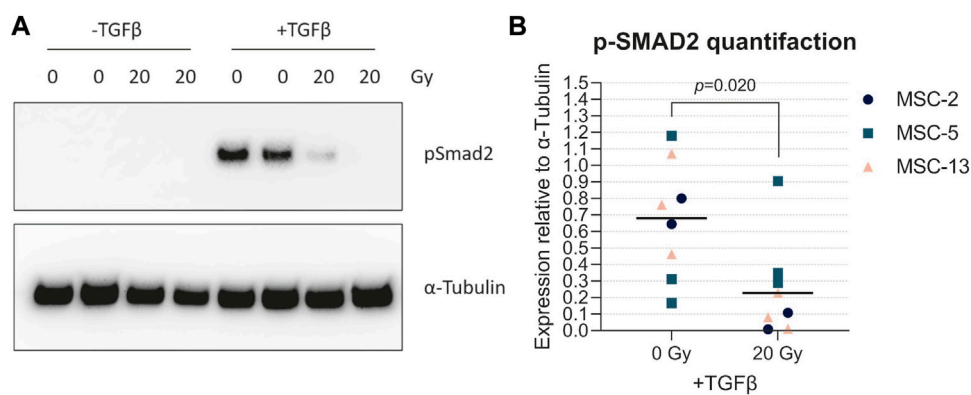 A
-TGFβ +TGFβ
0 0 20 20 0 0 20 20 Gy
pSmad2
α-Tubulin
B
p-SMAD2 quantifaction
Expression relative to α-Tubulin
1.5
1.4
1.3
1.2
1.1
1.0
0.9
0.8
0.7
0.6
0.5
0.4
0.3
0.2
0.1
0.0
p=0.020
0 Gy 20 Gy
+TGFβ
MSC-2
MSC-5
MSC-13